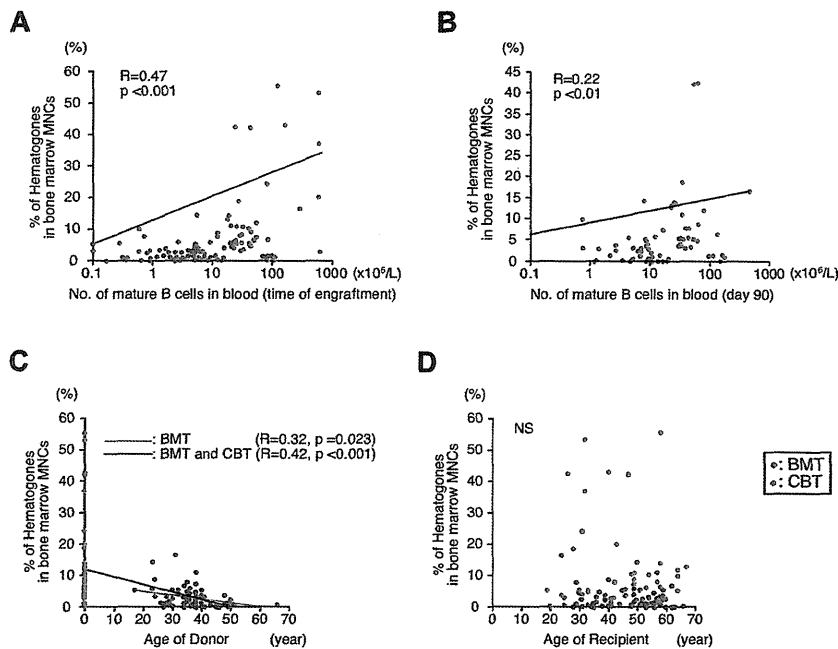 A
(%)
60
50
40
30
20
10
0
% of Hematogones
in bone marrow MNCs
R=0.47
p <0.001
0.1 1 10 100 1000 (x10⁶/L)
No. of mature B cells in blood (time of engraftment)
B
(%)
45
40
35
30
25
20
15
10
5
0
% of Hematogones
in bone marrow MNCs
R=0.22
p <0.01
0.1 1 10 100 1000 (x10⁶/L)
No. of mature B cells in blood (day 90)
C
(%)
60
50
40
30
20
10
0
% of Hematogones
in bone marrow MNCs
: BMT (R=0.32, p =0.023)
: BMT and CBT (R=0.42, p <0.001)
0 10 20 30 40 50 60 70
Age of Donor (year)
D
(%)
60
50
40
30
20
10
0
% of Hematogones
in bone marrow MNCs
NS
0 10 20 30 40 50 60 70
Age of Recipient (year)
: BMT
: CBT